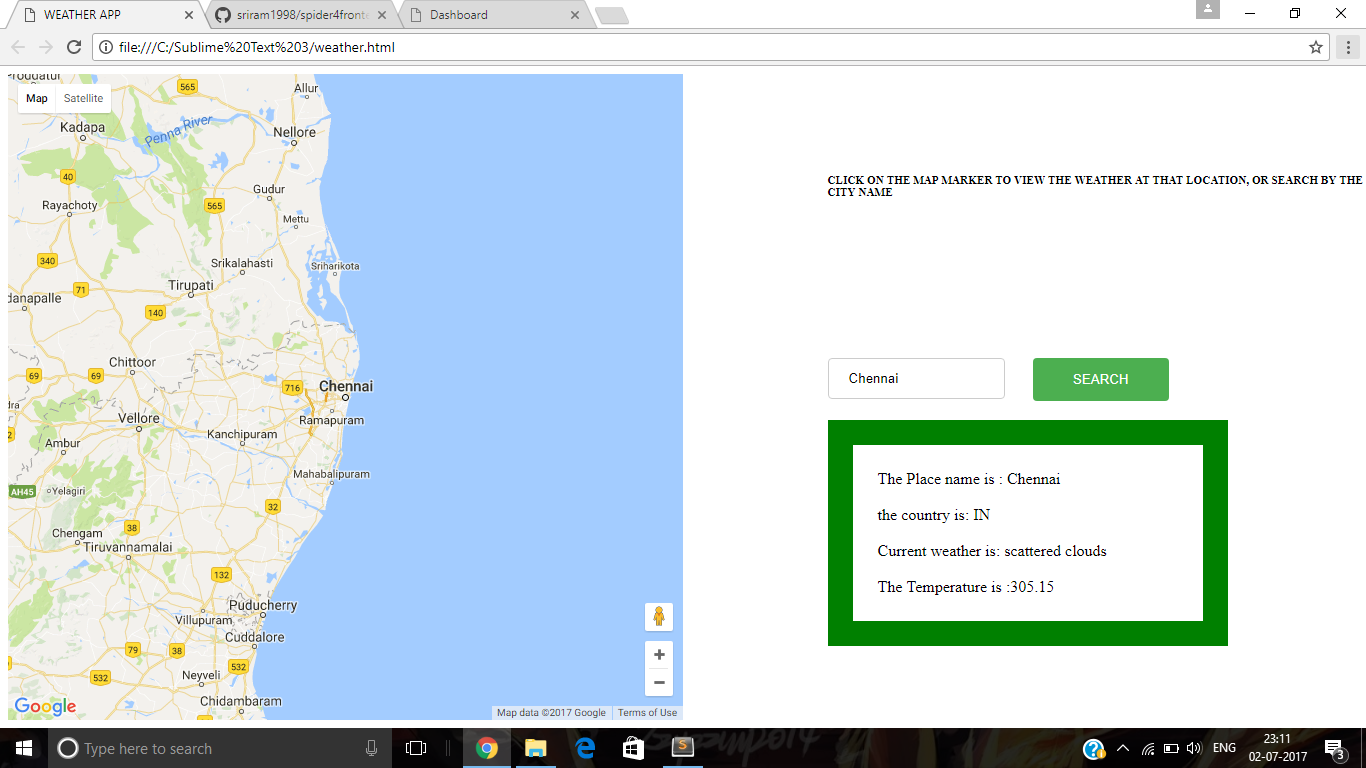 WEATHER APP
sriram1998/spider4fronte
Dashboard
file:///C:/Sublime%20Text%203/weather.html
Map
Satellite
Kadapa
565
Allur
Penna River
Nellore
40
Gudur
Rayachoty
565
Mettu
340
Srikalahasti
Sriharikota
71
Tirupati
danapalle
140
Chittoor
69
69
716
Chennai
Ramapuram
Vellore
Kanchipuram
Ambur
Mahabalipuram
AH45
Yelagiri
32
Chengam
38
Tiruvannamalai
132
Puducherry
Villupuram
Cuddalore
79
38
532
532
Neyveli
Chidambaram
Google
Map data ©2017 Google
Terms of Use
CLICK ON THE MAP MARKER TO VIEW THE WEATHER AT THAT LOCATION, OR SEARCH BY THE
CITY NAME
Chennai
SEARCH
The Place name is : Chennai
the country is: IN
Current weather is: scattered clouds
The Temperature is :305.15
Type here to search
ENG
23:11
02-07-2017
3